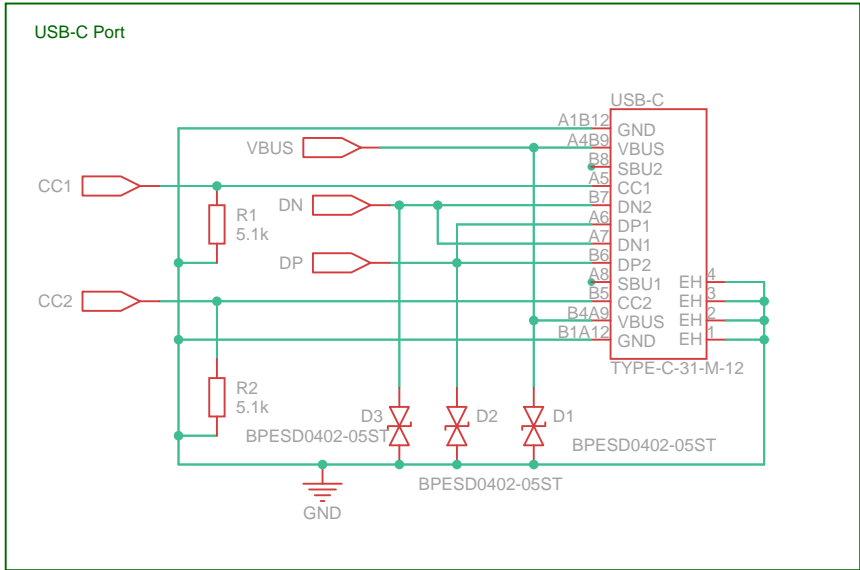 USB-C Port
USB-C
A1B12 GND
VBUS A4B9 VBUS
B8 SBU2
CC1 A5 CC1
DN B7 DN2
R1 A6 DP1
5.1k A7 DN1
DP B6 DP2
A8 SBU1 EH 4
CC2 B5 CC2 EH 3
B4A9 VBUS EH 2
B1A12 GND EH 1
TYPE-C-31-M-12
R2
5.1k
D3 D2 D1
BPESD0402-05ST
BPESD0402-05ST
BPESD0402-05ST
GND